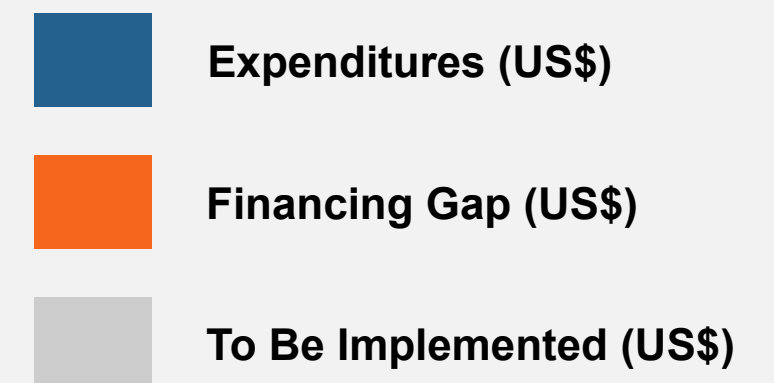 Expenditures (US$)
Financing Gap (US$)
To Be Implemented (US$)